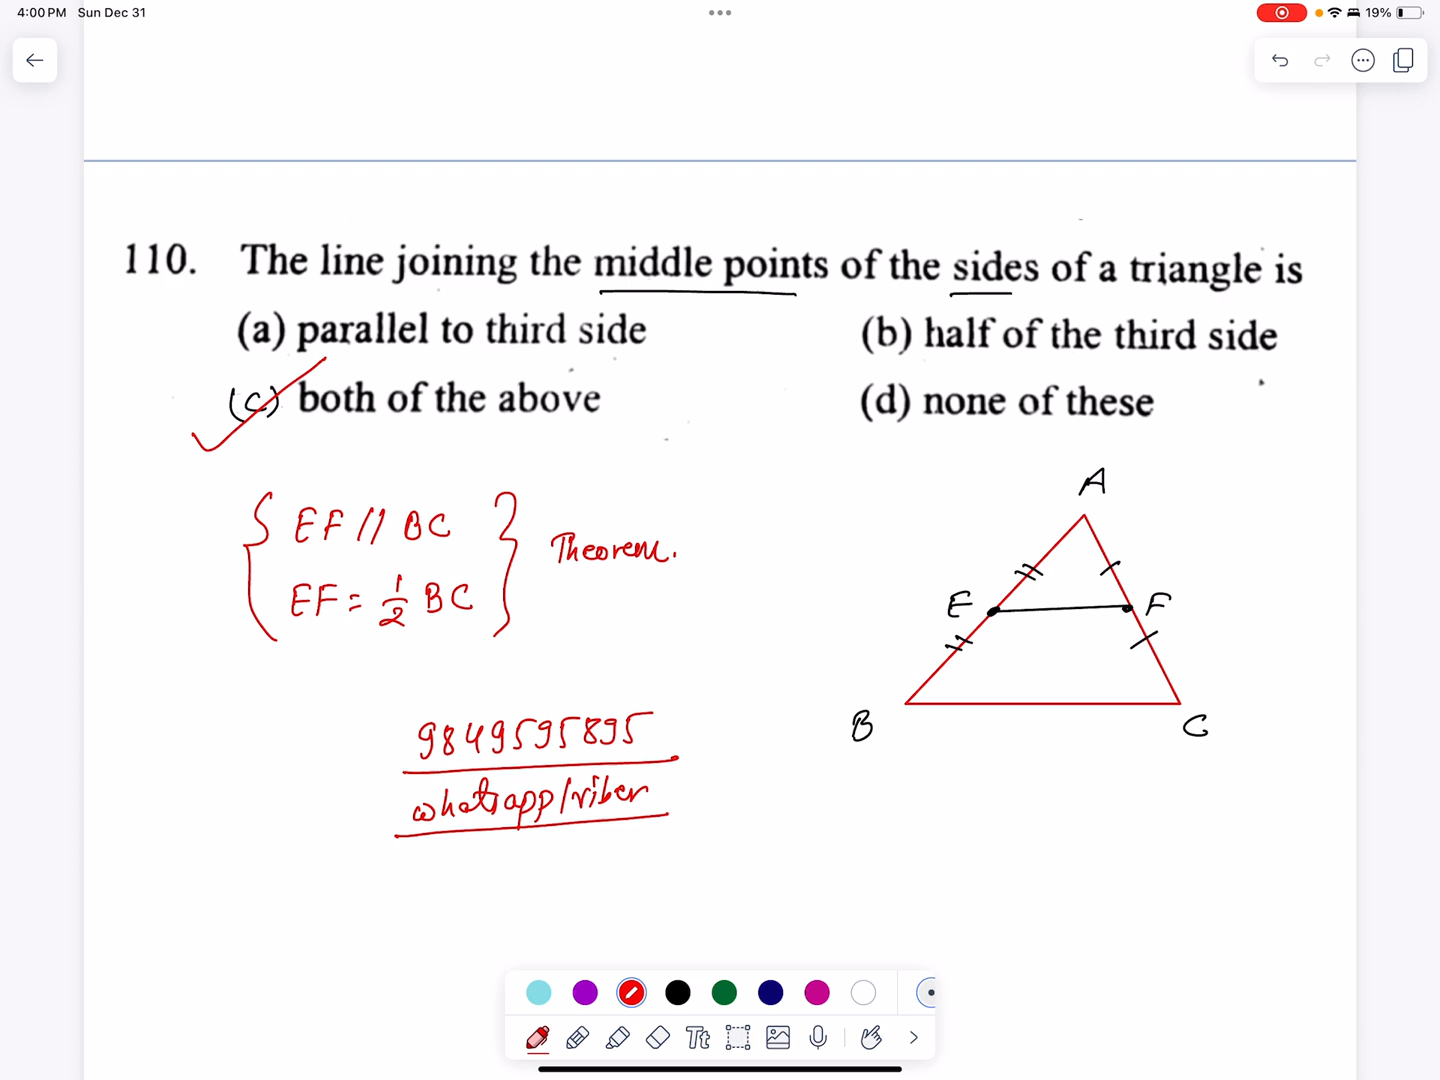 4:00 PM Sun Dec 31
19%
110. The line joining the middle points of the sides of a triangle is
(a) parallel to third side
(b) half of the third side
(c) both of the above
(d) none of these
EF // BC
EF = 1/2 BC
Theorem.
A
E
F
B
C
9849595895
whatsapp/viber
Tt